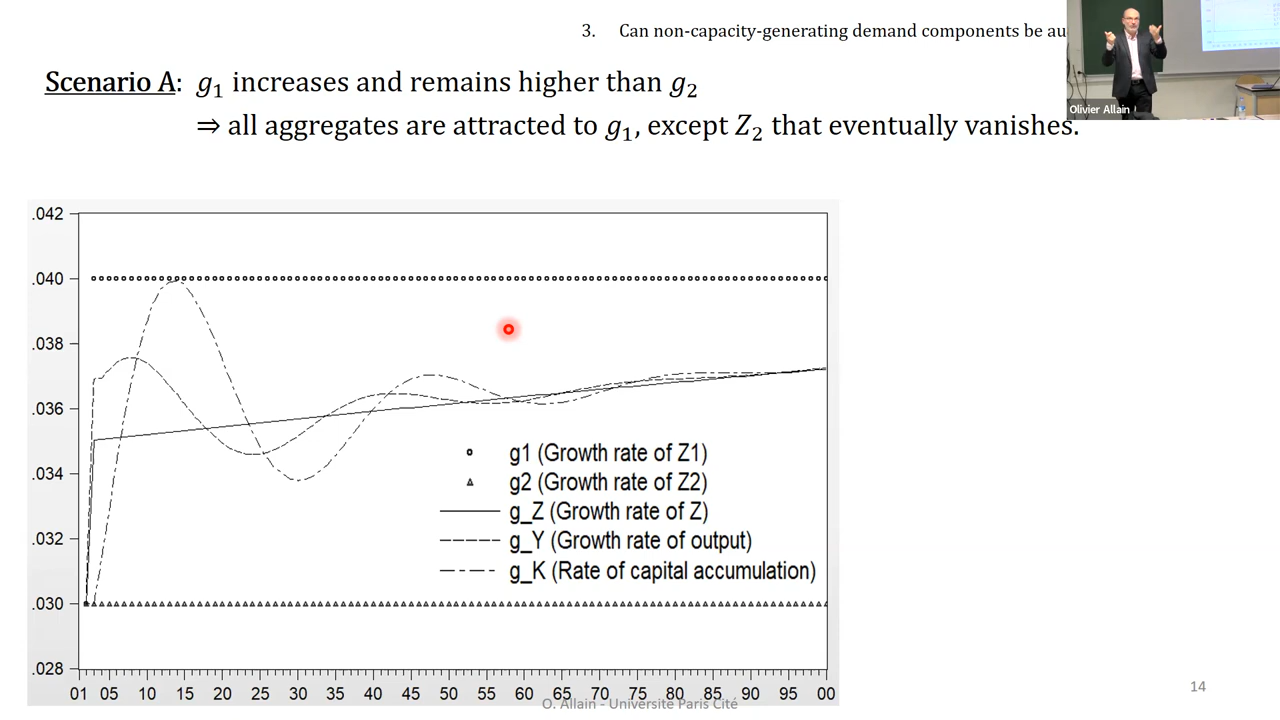 3. Can non-capacity-generating demand components be au
Scenario A: g₁ increases and remains higher than g₂
⇒ all aggregates are attracted to g₁, except Z₂ that eventually vanishes.
Olivier Allain
.042
.040
.038
.036
.034
.032
.030
.028
g1 (Growth rate of Z1)
g2 (Growth rate of Z2)
g_Z (Growth rate of Z)
g_Y (Growth rate of output)
g_K (Rate of capital accumulation)
01 05 10 15 20 25 30 35 40 45 50 55 60 65 70 75 80 85 90 95 00
O. Allain - Université Paris Cité
14